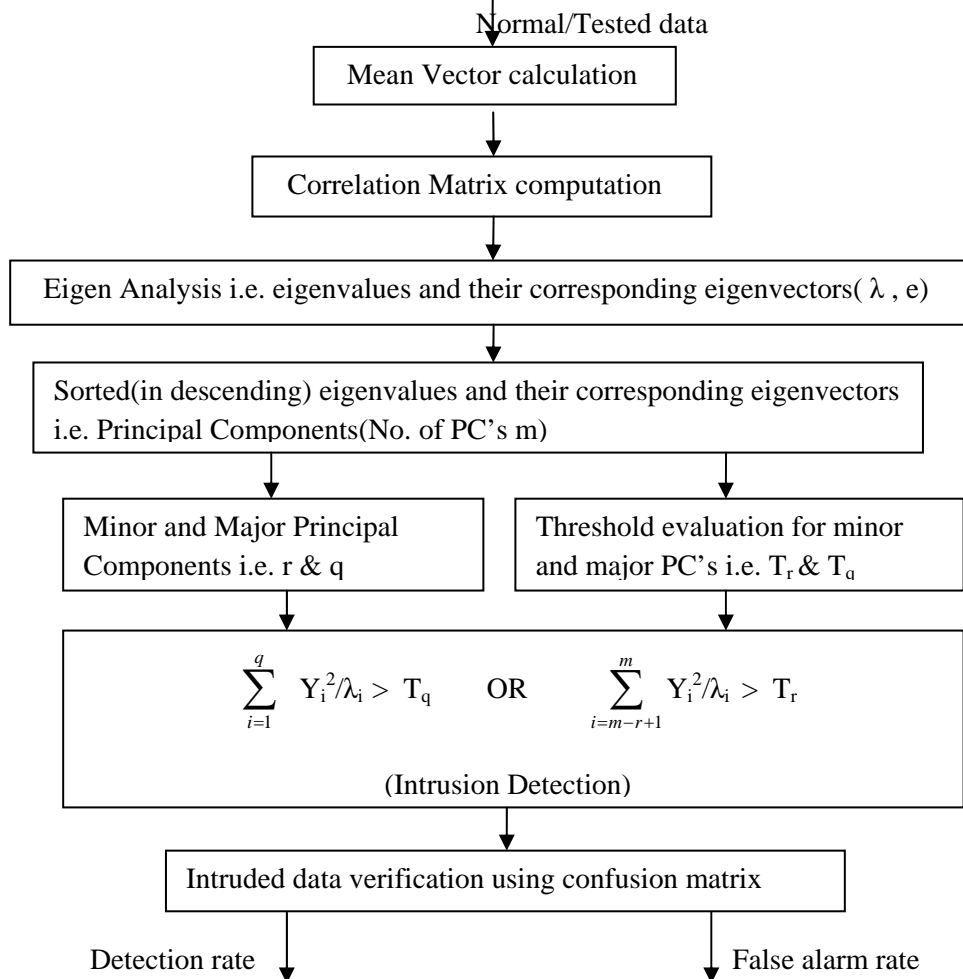 Normal/Tested data
Mean Vector calculation
Correlation Matrix computation
Eigen Analysis i.e. eigenvalues and their corresponding eigenvectors( λ , e)
Sorted(in descending) eigenvalues and their corresponding eigenvectors
i.e. Principal Components(No. of PC’s m)
Minor and Major Principal
Components i.e. r & q
Threshold evaluation for minor
and major PC’s i.e. Tᵣ & T_q
∑_{i=1}^{q} Yᵢ²/λᵢ > T_q OR ∑_{i=m−r+1}^{m} Yᵢ²/λᵢ > Tᵣ
(Intrusion Detection)
Intruded data verification using confusion matrix
Detection rate
False alarm rate